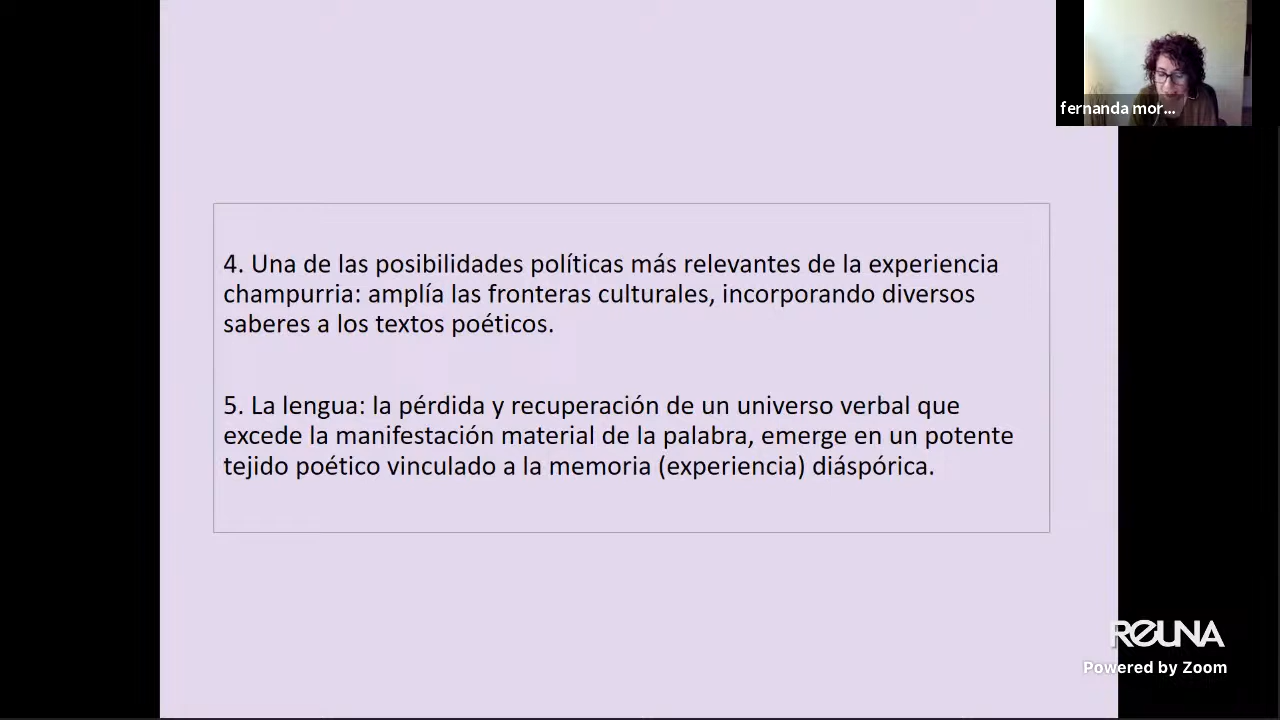 fernanda mor...
4. Una de las posibilidades políticas más relevantes de la experiencia
champurria: amplía las fronteras culturales, incorporando diversos
saberes a los textos poéticos.
5. La lengua: la pérdida y recuperación de un universo verbal que
excede la manifestación material de la palabra, emerge en un potente
tejido poético vinculado a la memoria (experiencia) diáspórica.
REUNA
Powered by Zoom